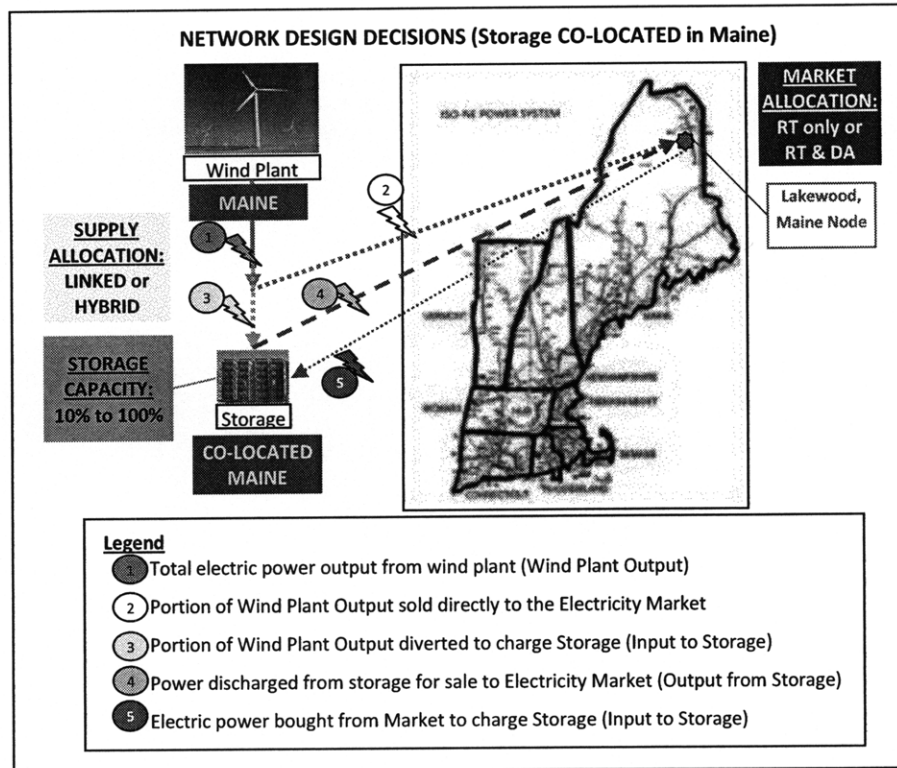 NETWORK DESIGN DECISIONS (Storage CO-LOCATED in Maine)
Wind Plant
MAINE
SUPPLY
ALLOCATION:
LINKED or
HYBRID
STORAGE
CAPACITY:
10% to 100%
Storage
CO-LOCATED
MAINE
1
2
3
4
5
ISO-NE POWER SYSTEM
MARKET
ALLOCATION:
RT only or
RT & DA
Lakewood,
Maine Node
Legend
1 Total electric power output from wind plant (Wind Plant Output)
2 Portion of Wind Plant Output sold directly to the Electricity Market
3 Portion of Wind Plant Output diverted to charge Storage (Input to Storage)
4 Power discharged from storage for sale to Electricity Market (Output from Storage)
5 Electric power bought from Market to charge Storage (Input to Storage)